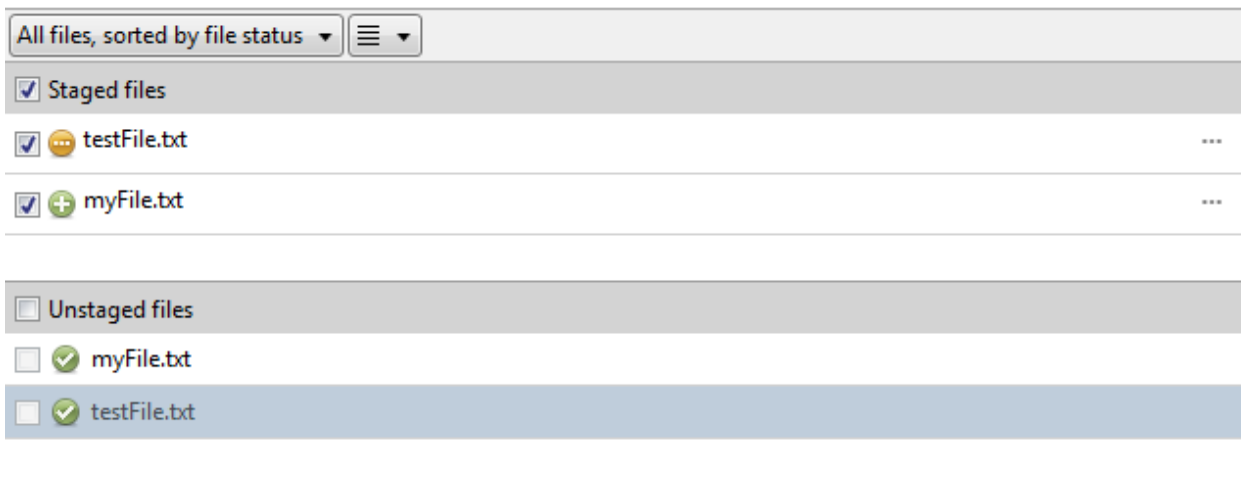 All files, sorted by file status
Staged files
testFile.txt
myFile.txt
Unstaged files
myFile.txt
testFile.txt